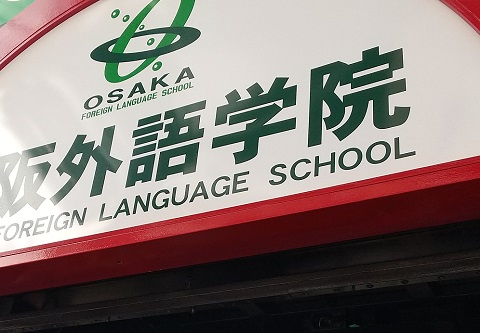 OSAKA
FOREIGN LANGUAGE SCHOOL
阪外語学院
FOREIGN LANGUAGE SCHOOL